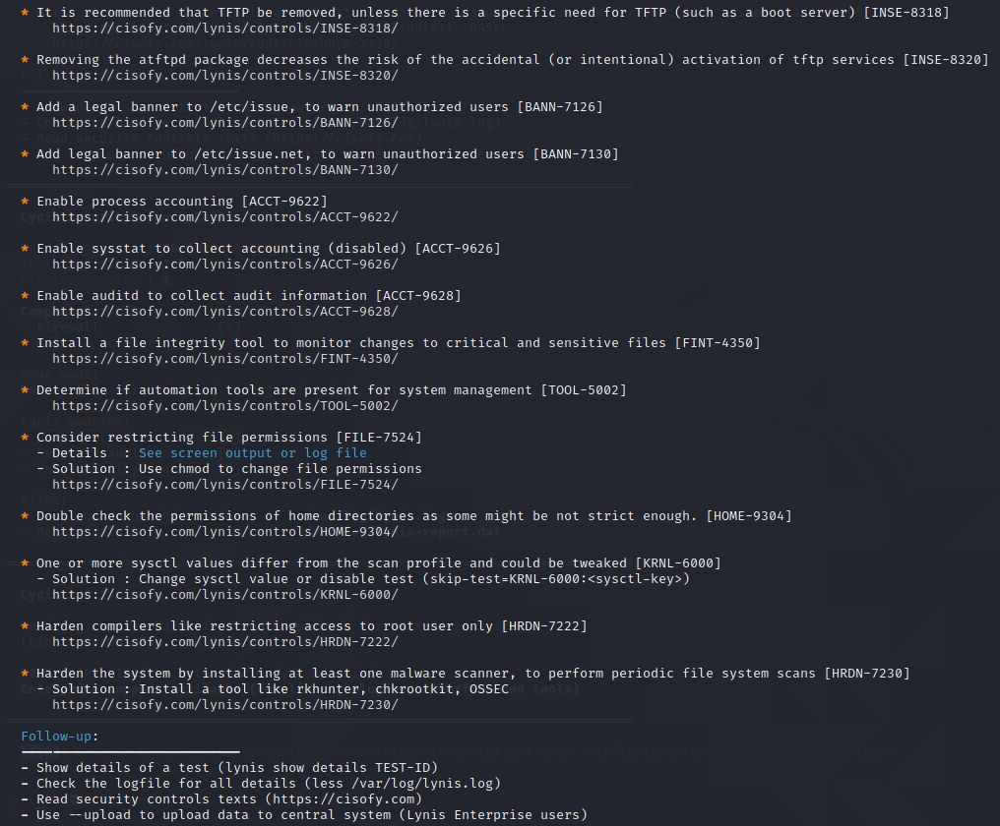 * It is recommended that TFTP be removed, unless there is a specific need for TFTP (such as a boot server) [INSE-8318]
https://cisofy.com/lynis/controls/INSE-8318/
* Removing the atftpd package decreases the risk of the accidental (or intentional) activation of tftp services [INSE-8320]
https://cisofy.com/lynis/controls/INSE-8320/
* Add a legal banner to /etc/issue, to warn unauthorized users [BANN-7126]
https://cisofy.com/lynis/controls/BANN-7126/
* Add legal banner to /etc/issue.net, to warn unauthorized users [BANN-7130]
https://cisofy.com/lynis/controls/BANN-7130/
* Enable process accounting [ACCT-9622]
https://cisofy.com/lynis/controls/ACCT-9622/
* Enable sysstat to collect accounting (disabled) [ACCT-9626]
https://cisofy.com/lynis/controls/ACCT-9626/
* Enable auditd to collect audit information [ACCT-9628]
https://cisofy.com/lynis/controls/ACCT-9628/
* Install a file integrity tool to monitor changes to critical and sensitive files [FINT-4350]
https://cisofy.com/lynis/controls/FINT-4350/
* Determine if automation tools are present for system management [TOOL-5002]
https://cisofy.com/lynis/controls/TOOL-5002/
* Consider restricting file permissions [FILE-7524]
- Details  : See screen output or log file
- Solution : Use chmod to change file permissions
https://cisofy.com/lynis/controls/FILE-7524/
* Double check the permissions of home directories as some might be not strict enough. [HOME-9304]
https://cisofy.com/lynis/controls/HOME-9304/
* One or more sysctl values differ from the scan profile and could be tweaked [KRNL-6000]
- Solution : Change sysctl value or disable test (skip-test=KRNL-6000:<sysctl-key>)
https://cisofy.com/lynis/controls/KRNL-6000/
* Harden compilers like restricting access to root user only [HRDN-7222]
https://cisofy.com/lynis/controls/HRDN-7222/
* Harden the system by installing at least one malware scanner, to perform periodic file system scans [HRDN-7230]
- Solution : Install a tool like rkhunter, chkrootkit, OSSEC
https://cisofy.com/lynis/controls/HRDN-7230/
Follow-up:
- Show details of a test (lynis show details TEST-ID)
- Check the logfile for all details (less /var/log/lynis.log)
- Read security controls texts (https://cisofy.com)
- Use --upload to upload data to central system (Lynis Enterprise users)